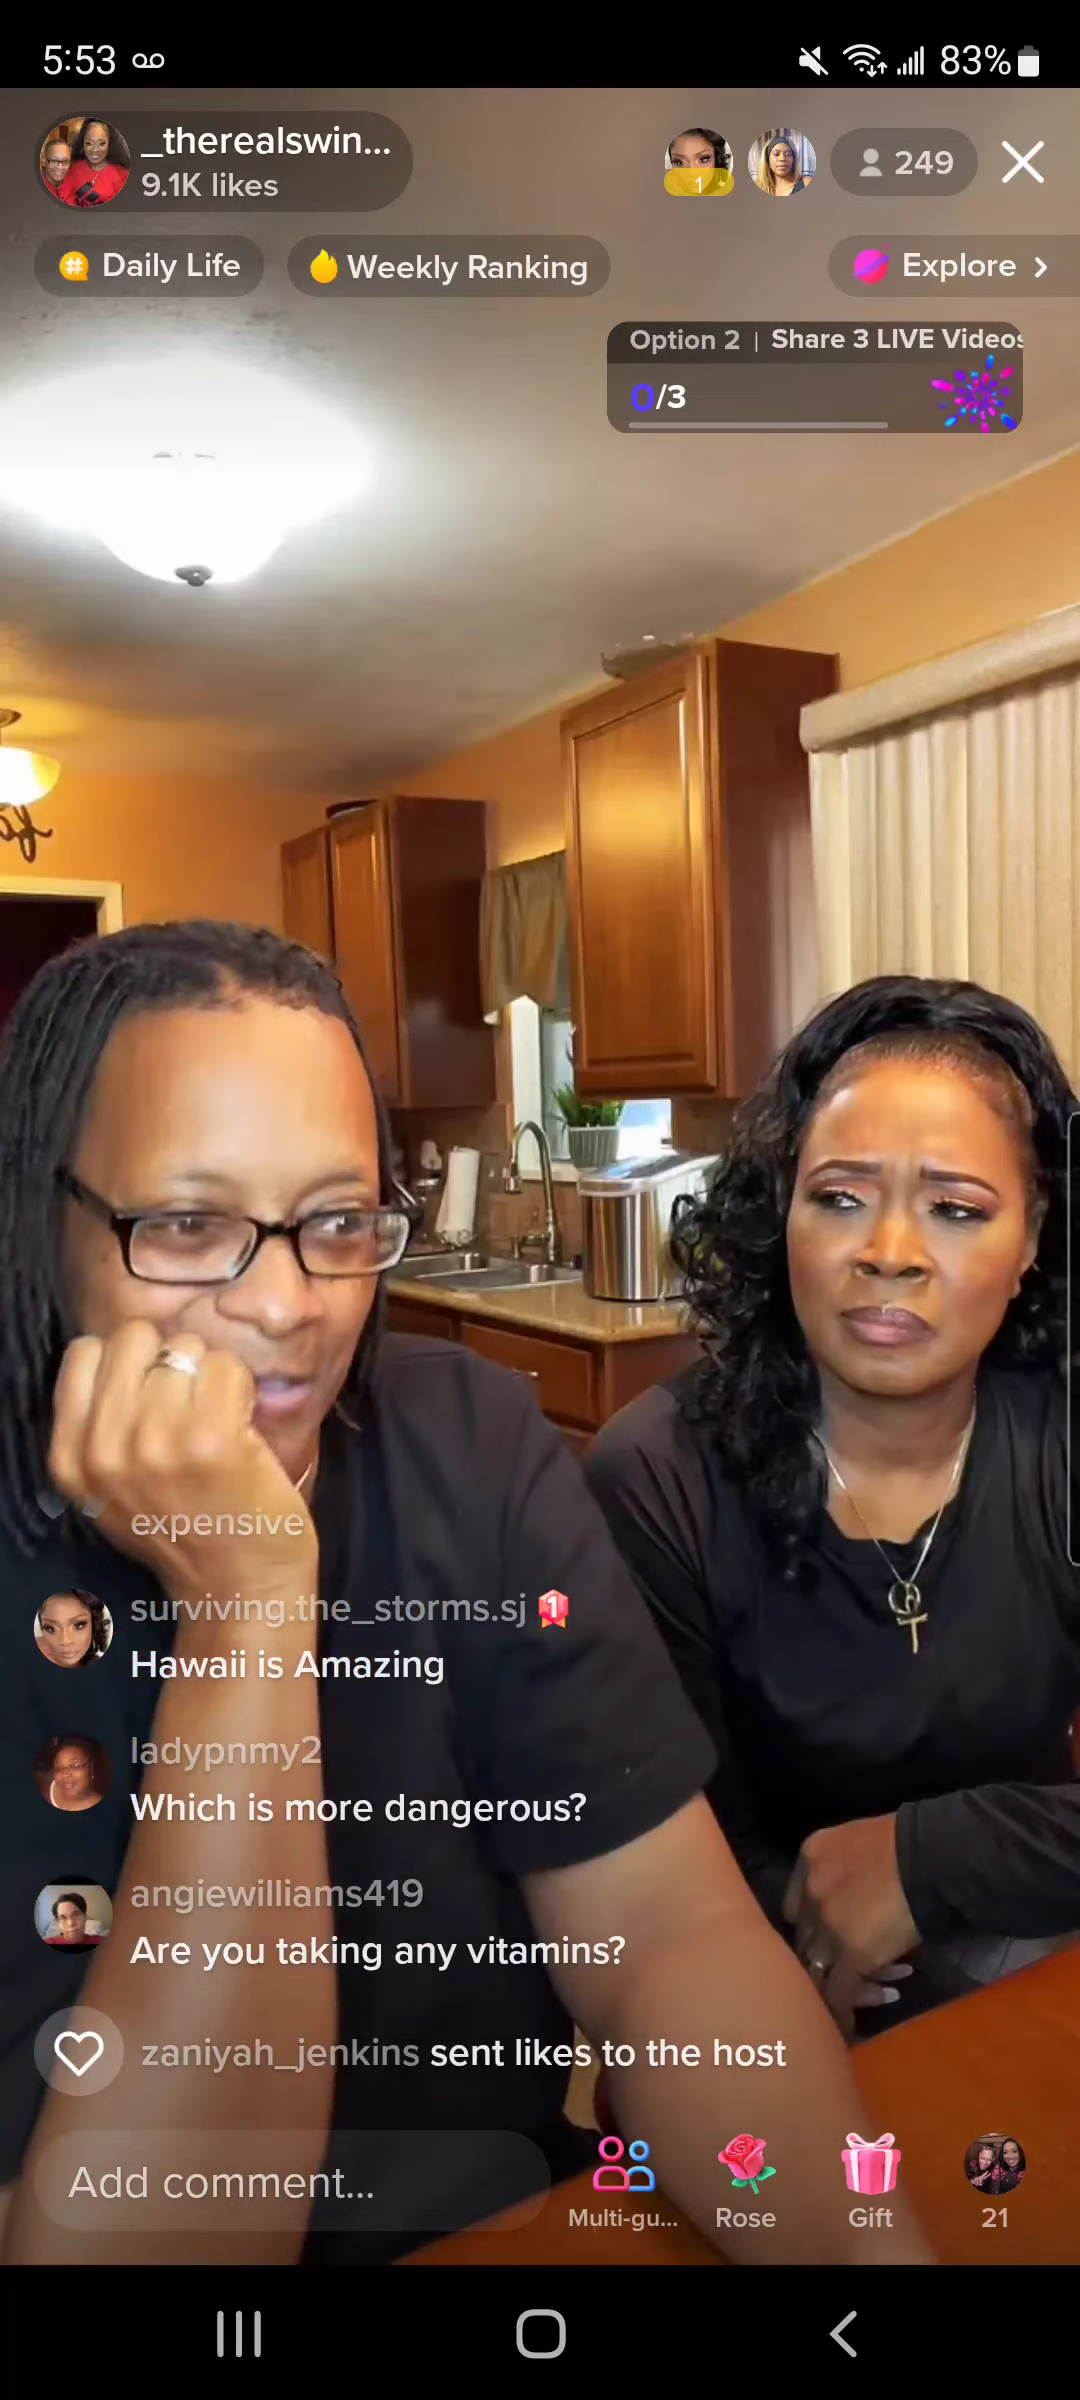 5:53
83%
_therealswin...
9.1K likes
1
249
Daily Life
Weekly Ranking
Explore >
Option 2 | Share 3 LIVE Videos
0/3
expensive
surviving.the_storms.sj 1
Hawaii is Amazing
ladypnmy2
Which is more dangerous?
angiewilliams419
Are you taking any vitamins?
zaniyah_jenkins sent likes to the host
Add comment...
Multi-gu...
Rose
Gift
21